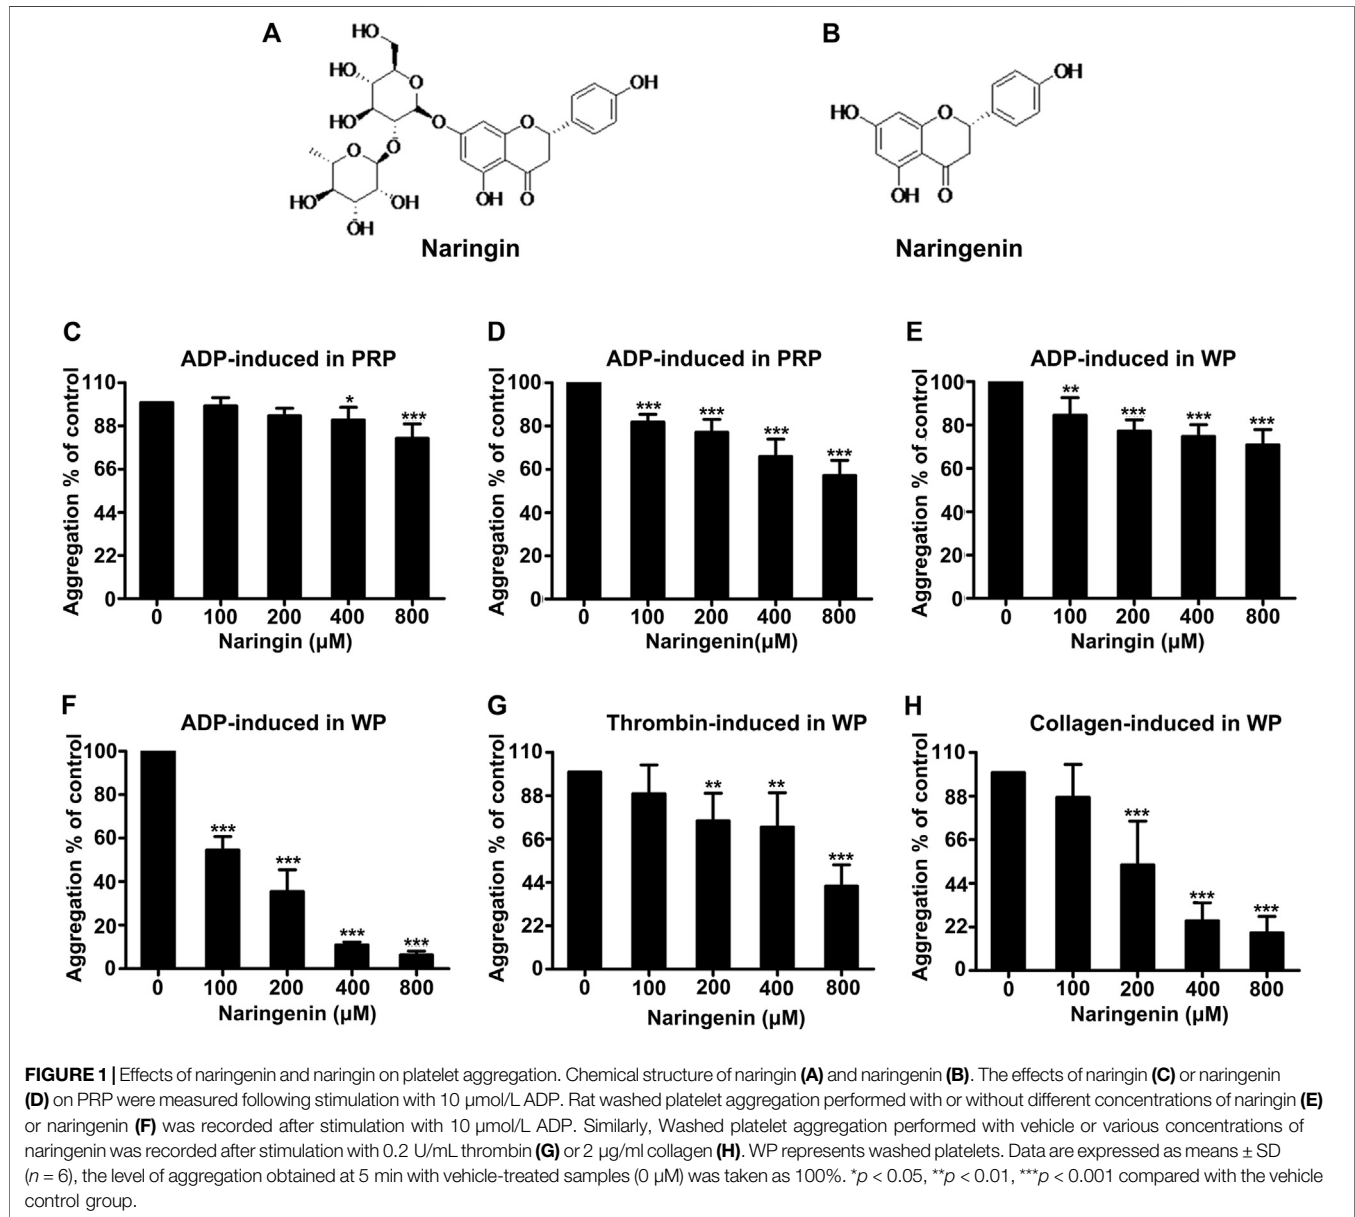 A
B
HO
HO
HO
O
O
O
OH
O
O
HO
OH
OH
OH
O
O
OH
HO
O
OH
O
Naringin
Naringenin
C
ADP-induced in PRP
Aggregation % of control
110
88
66
44
22
0
0 100 200 400 800
* ***
Naringin (µM)
D
ADP-induced in PRP
Aggregation % of control
100
80
60
40
20
0
0 100 200 400 800
*** *** *** ***
Naringenin(µM)
E
ADP-induced in WP
Aggregation % of control
100
80
60
40
20
0
0 100 200 400 800
** *** *** ***
Naringin (µM)
F
ADP-induced in WP
Aggregation % of control
100
80
60
40
20
0
0 100 200 400 800
*** *** *** ***
Naringenin (µM)
G
Thrombin-induced in WP
Aggregation % of control
110
88
66
44
22
0
0 100 200 400 800
** ** ***
Naringenin (µM)
H
Collagen-induced in WP
Aggregation % of control
110
88
66
44
22
0
0 100 200 400 800
*** *** ***
Naringenin (µM)
FIGURE 1 | Effects of naringenin and naringin on platelet aggregation. Chemical structure of naringin (A) and naringenin (B). The effects of naringin (C) or naringenin
(D) on PRP were measured following stimulation with 10 µmol/L ADP. Rat washed platelet aggregation performed with or without different concentrations of naringin (E)
or naringenin (F) was recorded after stimulation with 10 µmol/L ADP. Similarly, Washed platelet aggregation performed with vehicle or various concentrations of
naringenin was recorded after stimulation with 0.2 U/mL thrombin (G) or 2 µg/ml collagen (H). WP represents washed platelets. Data are expressed as means ± SD
(n = 6), the level of aggregation obtained at 5 min with vehicle-treated samples (0 µM) was taken as 100%. *p < 0.05, **p < 0.01, ***p < 0.001 compared with the vehicle
control group.